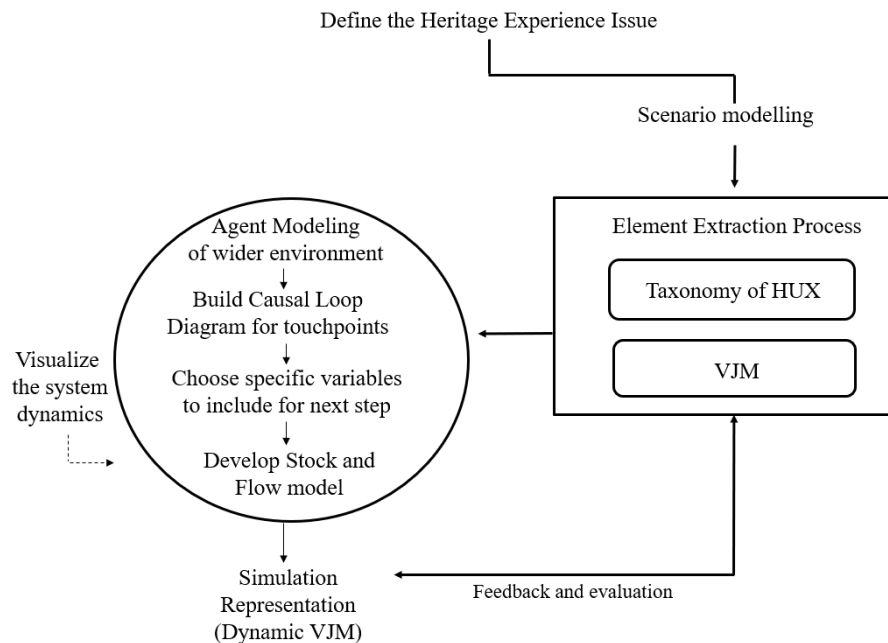 Define the Heritage Experience Issue
Scenario modelling
Element Extraction Process
Taxonomy of HUX
VJM
Agent Modeling
of wider environment
Build Causal Loop
Diagram for touchpoints
Choose specific variables
to include for next step
Develop Stock and
Flow model
Visualize
the system
dynamics
Simulation
Representation
(Dynamic VJM)
Feedback and evaluation